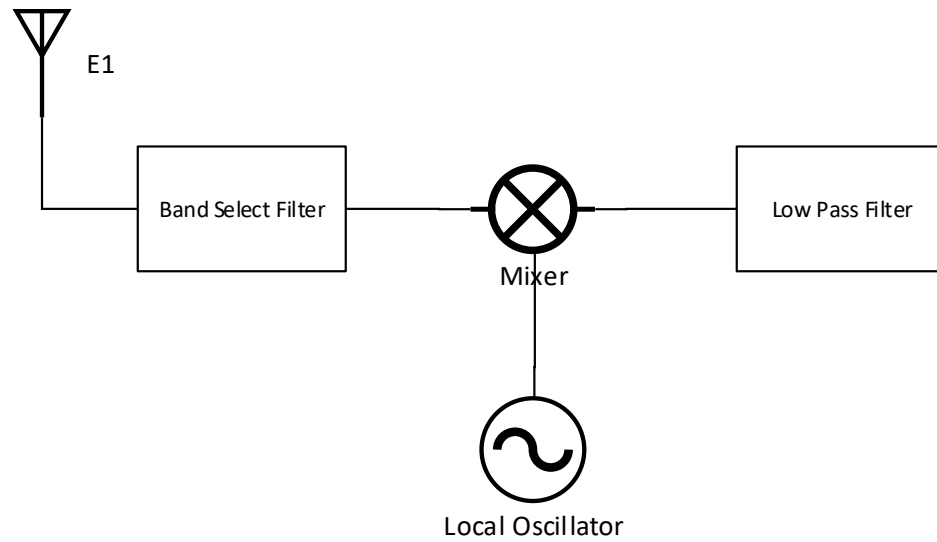 E1
Band Select Filter
Low Pass Filter
Mixer
Local Oscillator